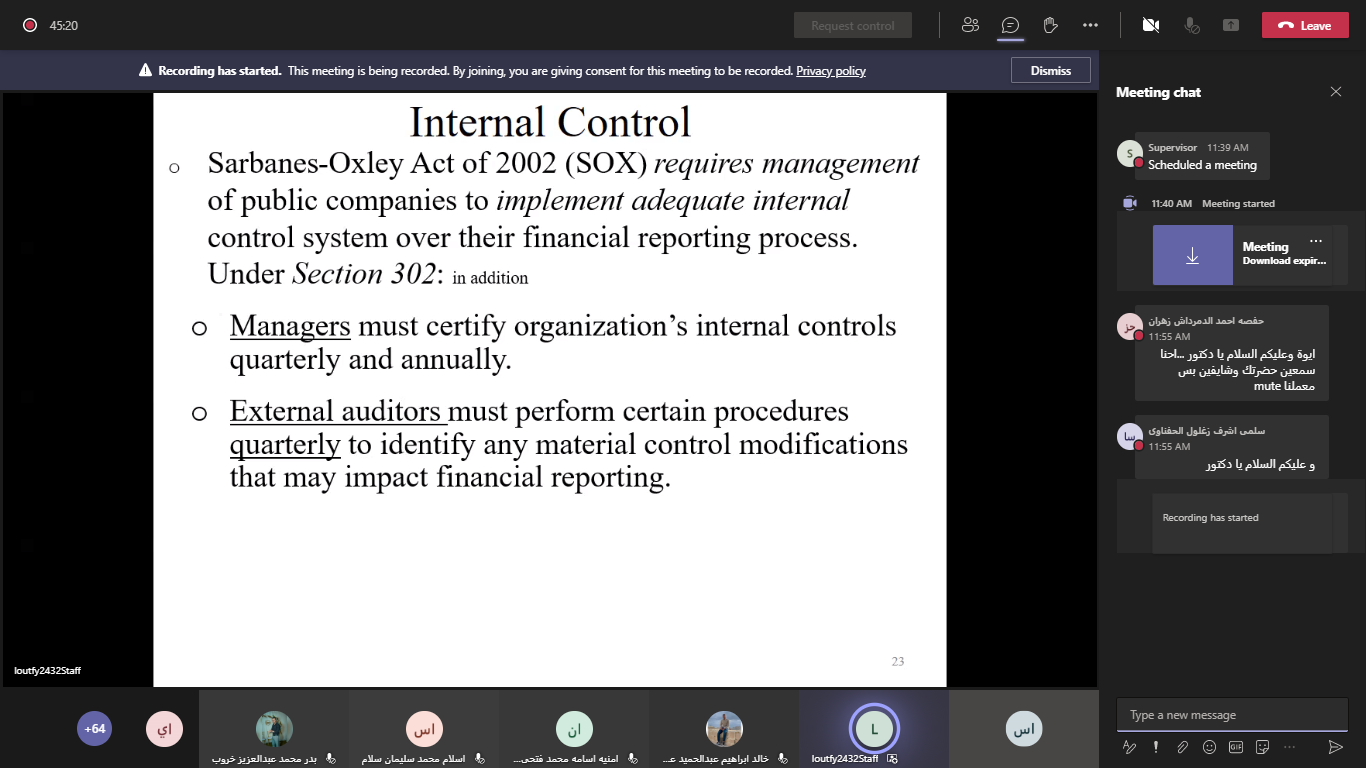 45:20
Request control
Leave
Recording has started. This meeting is being recorded. By joining, you are giving consent for this meeting to be recorded. Privacy policy
Dismiss
Internal Control
o Sarbanes-Oxley Act of 2002 (SOX) requires management
of public companies to implement adequate internal
control system over their financial reporting process.
Under Section 302: in addition
o Managers must certify organization’s internal controls
quarterly and annually.
o External auditors must perform certain procedures
quarterly to identify any material control modifications
that may impact financial reporting.
23
loutfy2432Staff
+64
اي
بدر محمد عبدالعزيز خروب
اس
اسلام محمد سليمان سلام
ان
امنيه اسامه محمد فتحى...
خالد ابراهيم عبدالحميد عـ...
L
loutfy2432Staff
اس
Meeting chat
S
Supervisor 11:39 AM
Scheduled a meeting
11:40 AM Meeting started
Meeting
...
Download expir...
حز
حفصه احمد الدمرداش زهران
11:55 AM
ايوة وعليكم السلام يا دكتور ...احنا
سمعين حضرتك وشايفين بس
معملنا mute
سا
سلمى اشرف زغلول الحفناوى
11:55 AM
و عليكم السلام يا دكتور
Recording has started
Type a new message
GIF